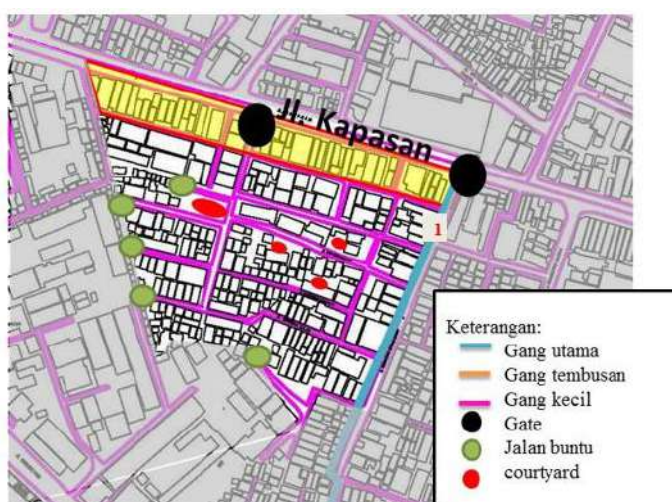 Jl. Kapasan
1
Keterangan:
Gang utama
Gang tembusan
Gang kecil
Gate
Jalan buntu
courtyard